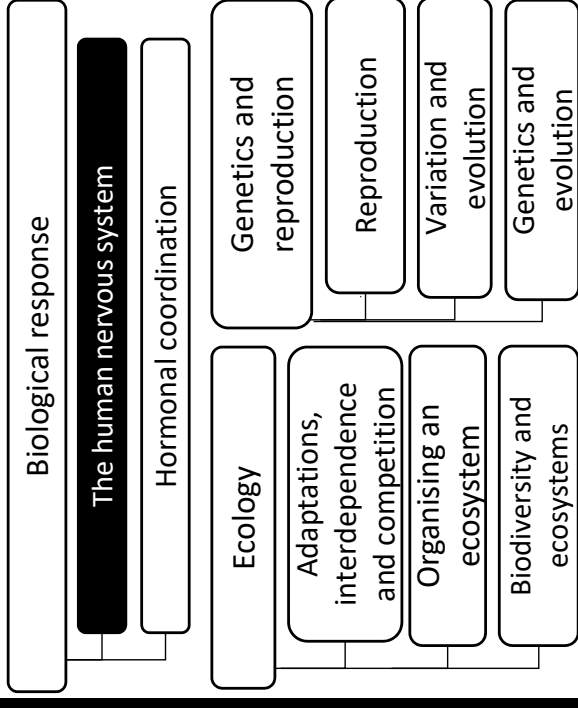 Biological response
The human nervous system
Hormonal coordination
Ecology
Adaptations,
interdependence
and competition
Organising an
ecosystem
Biodiversity and
ecosystems
Genetics and
reproduction
Reproduction
Variation and
evolution
Genetics and
evolution